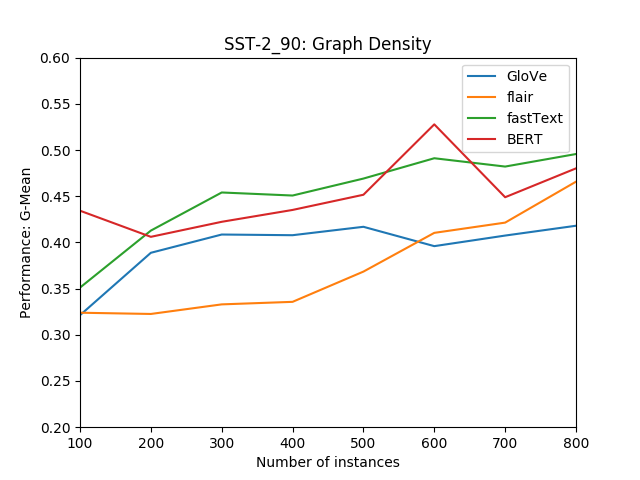 SST-2_90: Graph Density
GloVe
flair
fastText
BERT
Performance: G-Mean
0.60
0.55
0.50
0.45
0.40
0.35
0.30
0.25
0.20
100 200 300 400 500 600 700 800
Number of instances